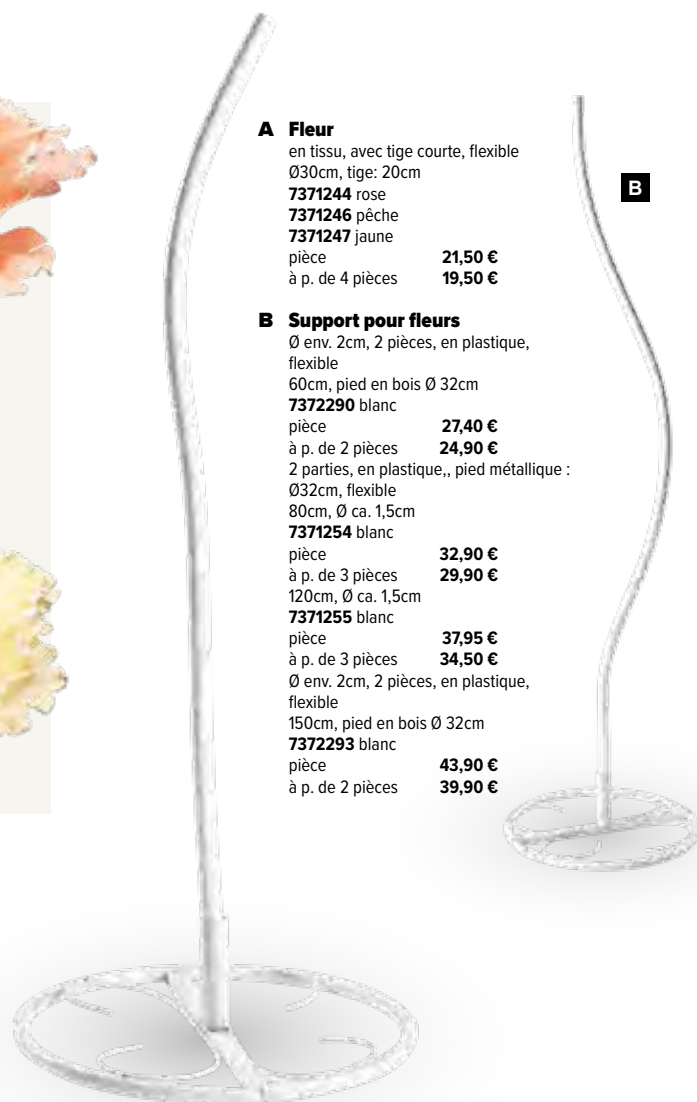 A Fleur
en tissu, avec tige courte, flexible
Ø30cm, tige: 20cm
7371244 rose
7371246 pêche
7371247 jaune
pièce 21,50 €
à p. de 4 pièces 19,50 €
B Support pour fleurs
Ø env. 2cm, 2 pièces, en plastique,
flexible
60cm, pied en bois Ø 32cm
7372290 blanc
pièce 27,40 €
à p. de 2 pièces 24,90 €
2 parties, en plastique,, pied métallique :
Ø32cm, flexible
80cm, Ø ca. 1,5cm
7371254 blanc
pièce 32,90 €
à p. de 3 pièces 29,90 €
120cm, Ø ca. 1,5cm
7371255 blanc
pièce 37,95 €
à p. de 3 pièces 34,50 €
Ø env. 2cm, 2 pièces, en plastique,
flexible
150cm, pied en bois Ø 32cm
7372293 blanc
pièce 43,90 €
à p. de 2 pièces 39,90 €
B